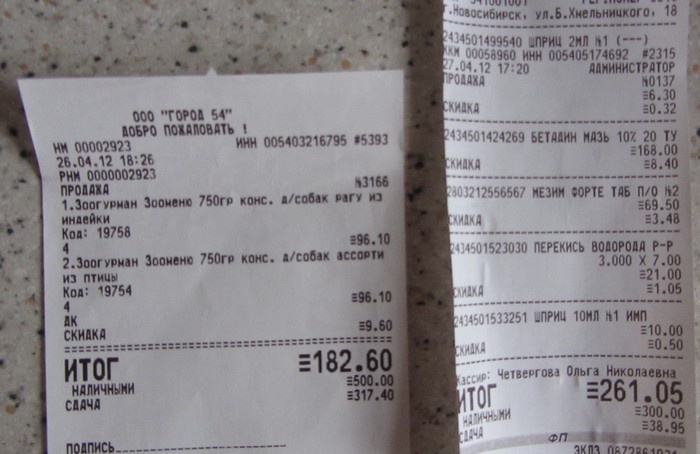 ООО "ГОРОД 54"
ДОБРО ПОЖАЛОВАТЬ !
НМ 00002923 ИНН 005403216795 #5393
26.04.12 18:26
РНМ 0000002923
ПРОДАЖА №3166
1.Зоогурман Зооменю 750гр конс. д/собак рагу из
индейки
Код: 19758
4 ≡96.10
2.Зоогурман Зооменю 750гр конс. д/собак ассорти
из птицы
Код: 19754
4 ≡96.10
ДК
СКИДКА ≡9.60
ИТОГ ≡182.60
НАЛИЧНЫМИ ≡500.00
СДАЧА ≡317.40
ПОДПИСЬ
г.Новосибирск, ул.Б.Хмельницкого, 18
2434501499540 ШПРИЦ 2МЛ №1 (---)
ККМ 00058960 ИНН 005405174692 #2315
27.04.12 17:20 АДМИНИСТРАТОР
ПРОДАЖА №0137
≡6.30
СКИДКА ≡0.32
2434501424269 БЕТАДИН МАЗЬ 10% 20 ТУ
≡168.00
СКИДКА ≡8.40
2803212556567 МЕЗИМ ФОРТЕ ТАБ П/О №2
≡69.50
СКИДКА ≡3.48
2434501523030 ПЕРЕКИСЬ ВОДОРОДА Р-Р
3.000 X 7.00
≡21.00
СКИДКА ≡1.05
2434501533251 ШПРИЦ 10МЛ №1 ИМП
≡10.00
СКИДКА ≡0.50
Кассир: Четвергова Ольга Николаевна
ИТОГ ≡261.05
НАЛИЧНЫМИ ≡300.00
СДАЧА ≡38.95
ФП
ЭКЛЗ